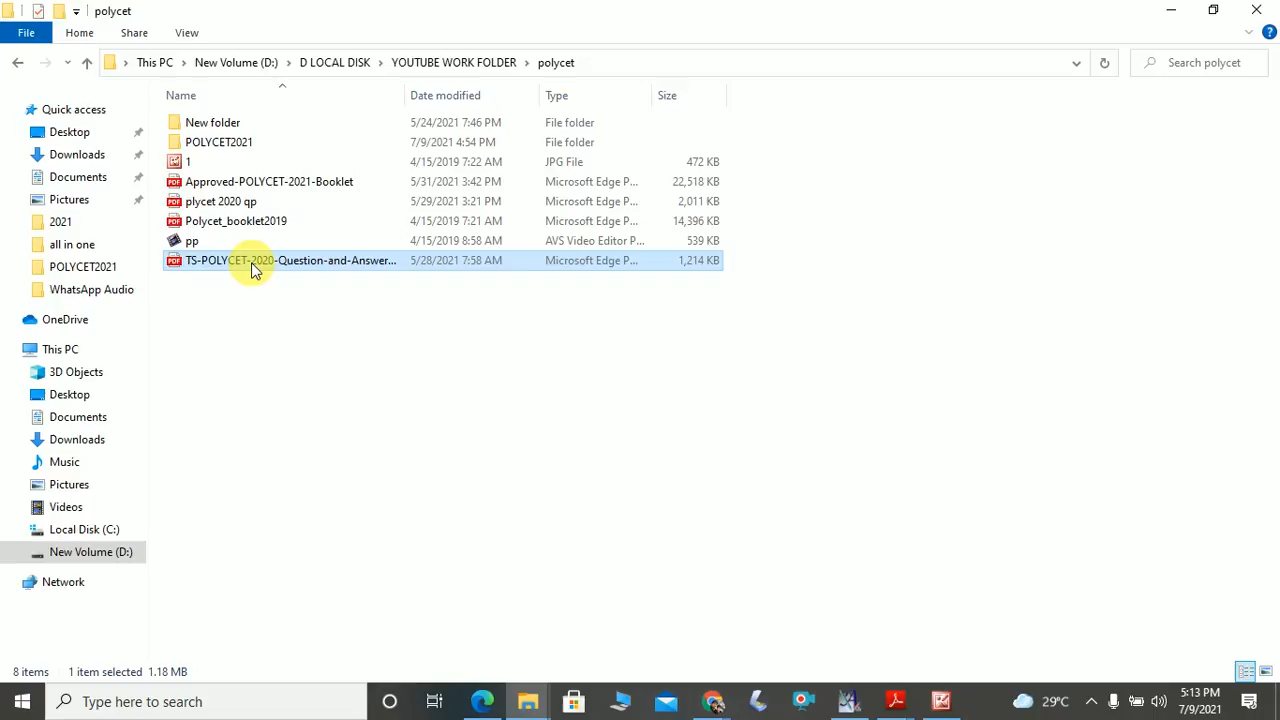 polycet
File Home Share View
This PC New Volume (D:) D LOCAL DISK YOUTUBE WORK FOLDER polycet Search polycet
Name Date modified Type Size
Quick access
Desktop
Downloads
Documents
Pictures
2021
all in one
POLYCET2021
WhatsApp Audio
OneDrive
This PC
3D Objects
Desktop
Documents
Downloads
Music
Pictures
Videos
Local Disk (C:)
New Volume (D:)
Network
New folder 5/24/2021 7:46 PM File folder
POLYCET2021 7/9/2021 4:54 PM File folder
1 4/15/2019 7:22 AM JPG File 472 KB
Approved-POLYCET-2021-Booklet 5/31/2021 3:42 PM Microsoft Edge P... 22,518 KB
plycet 2020 qp 5/29/2021 3:21 PM Microsoft Edge P... 2,011 KB
Polycet_booklet2019 4/15/2019 7:21 AM Microsoft Edge P... 14,396 KB
pp 4/15/2019 8:58 AM AVS Video Editor P... 539 KB
TS-POLYCET-2020-Question-and-Answer... 5/28/2021 7:58 AM Microsoft Edge P... 1,214 KB
8 items 1 item selected 1.18 MB
Type here to search
29°C
5:13 PM
7/9/2021